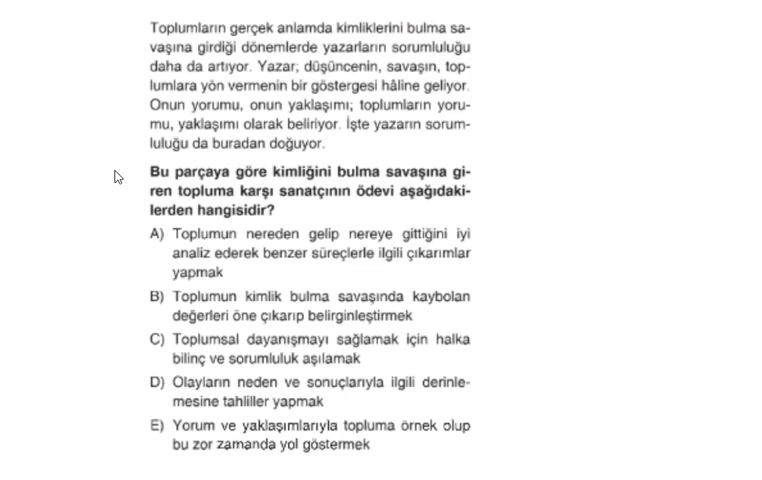 Toplumların gerçek anlamda kimliklerini bulma sa-
vaşına girdiği dönemlerde yazarların sorumluluğu
daha da artıyor. Yazar; düşüncenin, savaşın, top-
lumlara yön vermenin bir göstergesi hâline geliyor.
Onun yorumu, onun yaklaşımı; toplumların yoru-
mu, yaklaşımı olarak beliriyor. İşte yazarın sorum-
luluğu da buradan doğuyor.
Bu parçaya göre kimliğini bulma savaşına gi-
ren topluma karşı sanatçının ödevi aşağıdaki-
lerden hangisidir?
A) Toplumun nereden gelip nereye gittiğini iyi
analiz ederek benzer süreçlerle ilgili çıkarımlar
yapmak
B) Toplumun kimlik bulma savaşında kaybolan
değerleri öne çıkarıp belirginleştirmek
C) Toplumsal dayanışmayı sağlamak için halka
bilinç ve sorumluluk aşılamak
D) Olayların neden ve sonuçlarıyla ilgili derinle-
mesine tahliller yapmak
E) Yorum ve yaklaşımlarıyla topluma örnek olup
bu zor zamanda yol göstermek